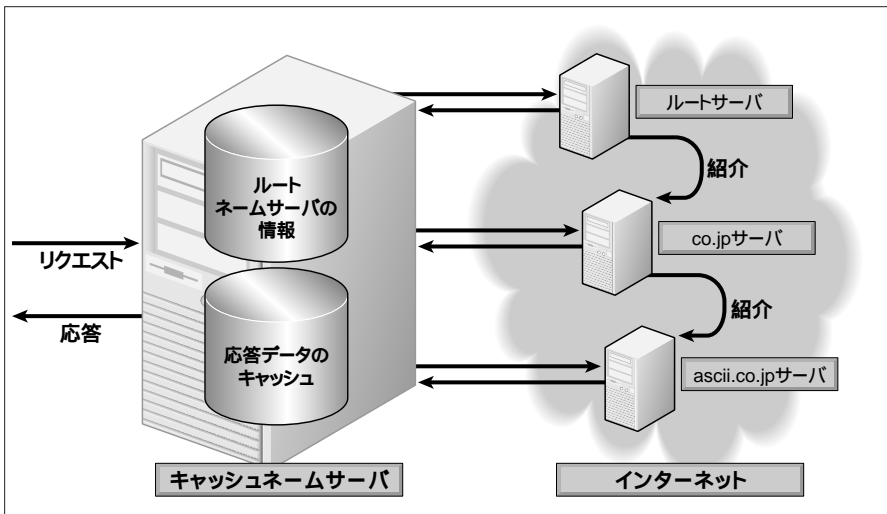 ルートサーバ
紹介
ルート
ネームサーバの
情報
co.jpサーバ
リクエスト
紹介
応答
応答データの
キャッシュ
ascii.co.jpサーバ
キャッシュネームサーバ
インターネット